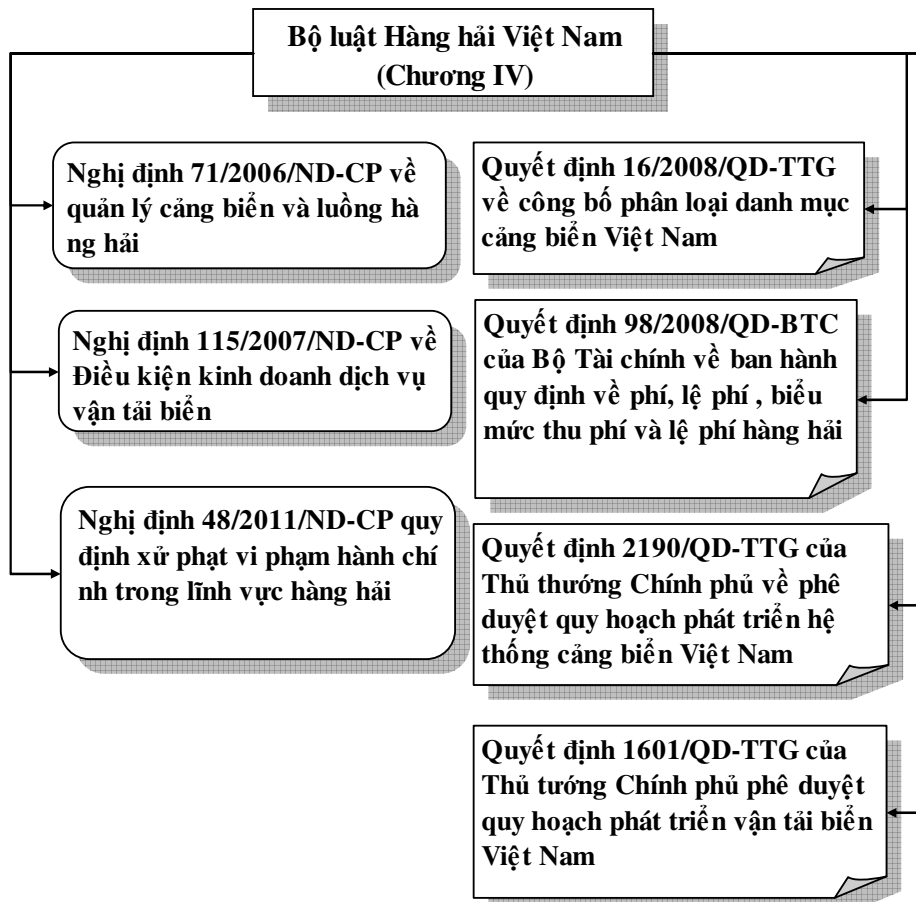 Bộ luật Hàng hải Việt Nam
(Chương IV)
Nghị định 71/2006/ND-CP về
quản lý cảng biển và luồng hà
ng hải
Nghị định 115/2007/ND-CP về
Điều kiện kinh doanh dịch vụ
vận tải biển
Nghị định 48/2011/ND-CP quy
định xử phạt vi phạm hành chí
nh trong lĩnh vực hàng hải
Quyết định 16/2008/QD-TTG
về công bố phân loại danh mục
cảng biển Việt Nam
Quyết định 98/2008/QD-BTC
của Bộ Tài chính về ban hành
quy định về phí, lệ phí , biểu
mức thu phí và lệ phí hàng hải
Quyết định 2190/QD-TTG của
Thủ thướng Chính phủ về phê
duyệt quy hoạch phát triển hệ
thống cảng biển Việt Nam
Quyết định 1601/QD-TTG của
Thủ tướng Chính phủ phê duyệt
quy hoạch phát triển vận tải biển
Việt Nam